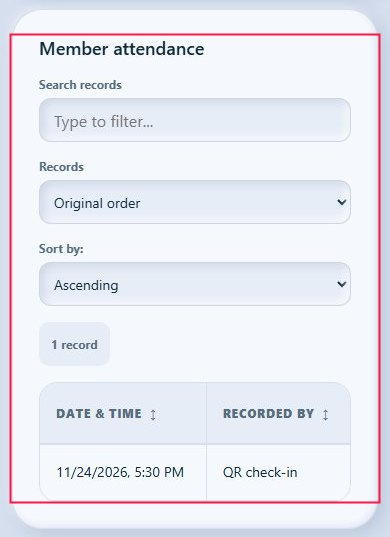 Member attendance
Search records
Type to filter...
Records
Original order
Sort by:
Ascending
1 record
DATE & TIME ↕ RECORDED BY ↕
11/24/2026, 5:30 PM QR check-in